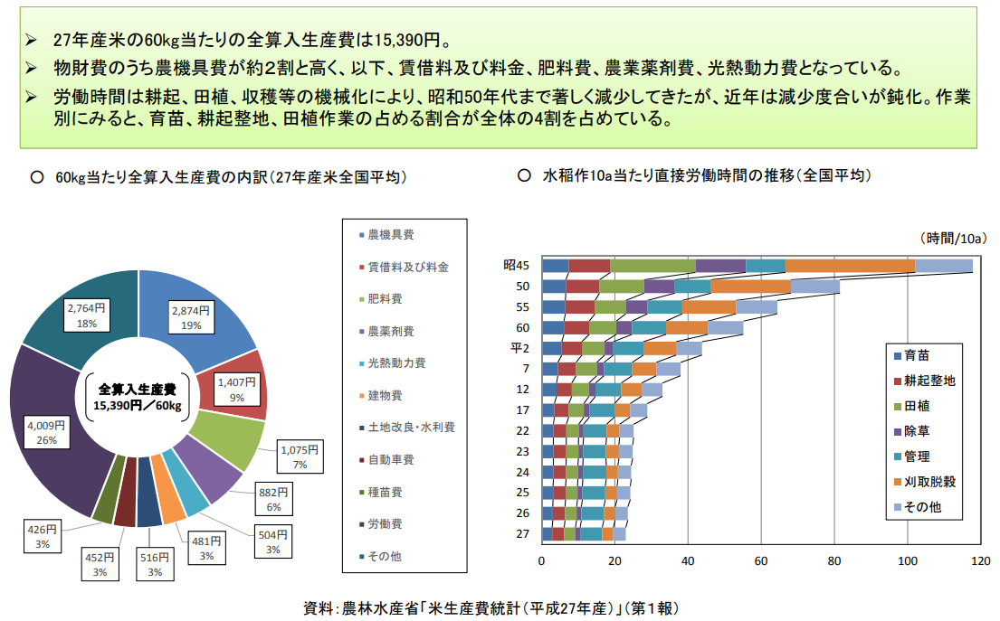 ➢ 27年産米の60kg当たりの全算入生産費は15,390円。
➢ 物財費のうち農機具費が約2割と高く、以下、賃借料及び料金、肥料費、農業薬剤費、光熱動力費となっている。
➢ 労働時間は耕起、田植、収穫等の機械化により、昭和50年代まで著しく減少してきたが、近年は減少度合いが鈍化。作業
別にみると、育苗、耕起整地、田植作業の占める割合が全体の4割を占めている。
○ 60kg当たり全算入生産費の内訳(27年産米全国平均)
2,874円
19%
1,407円
9%
1,075円
7%
882円
6%
504円
3%
481円
3%
516円
3%
452円
3%
426円
3%
4,009円
26%
2,764円
18%
全算入生産費
15,390円/60kg
農機具費
賃借料及び料金
肥料費
農薬剤費
光熱動力費
建物費
土地改良・水利費
自動車費
種苗費
労働費
その他
○ 水稲作10a当たり直接労働時間の推移(全国平均)
(時間/10a)
昭45
50
55
60
平2
7
12
17
22
23
24
25
26
27
0 20 40 60 80 100 120
育苗
耕起整地
田植
除草
管理
刈取脱穀
その他
資料:農林水産省「米生産費統計(平成27年産)」(第1報)